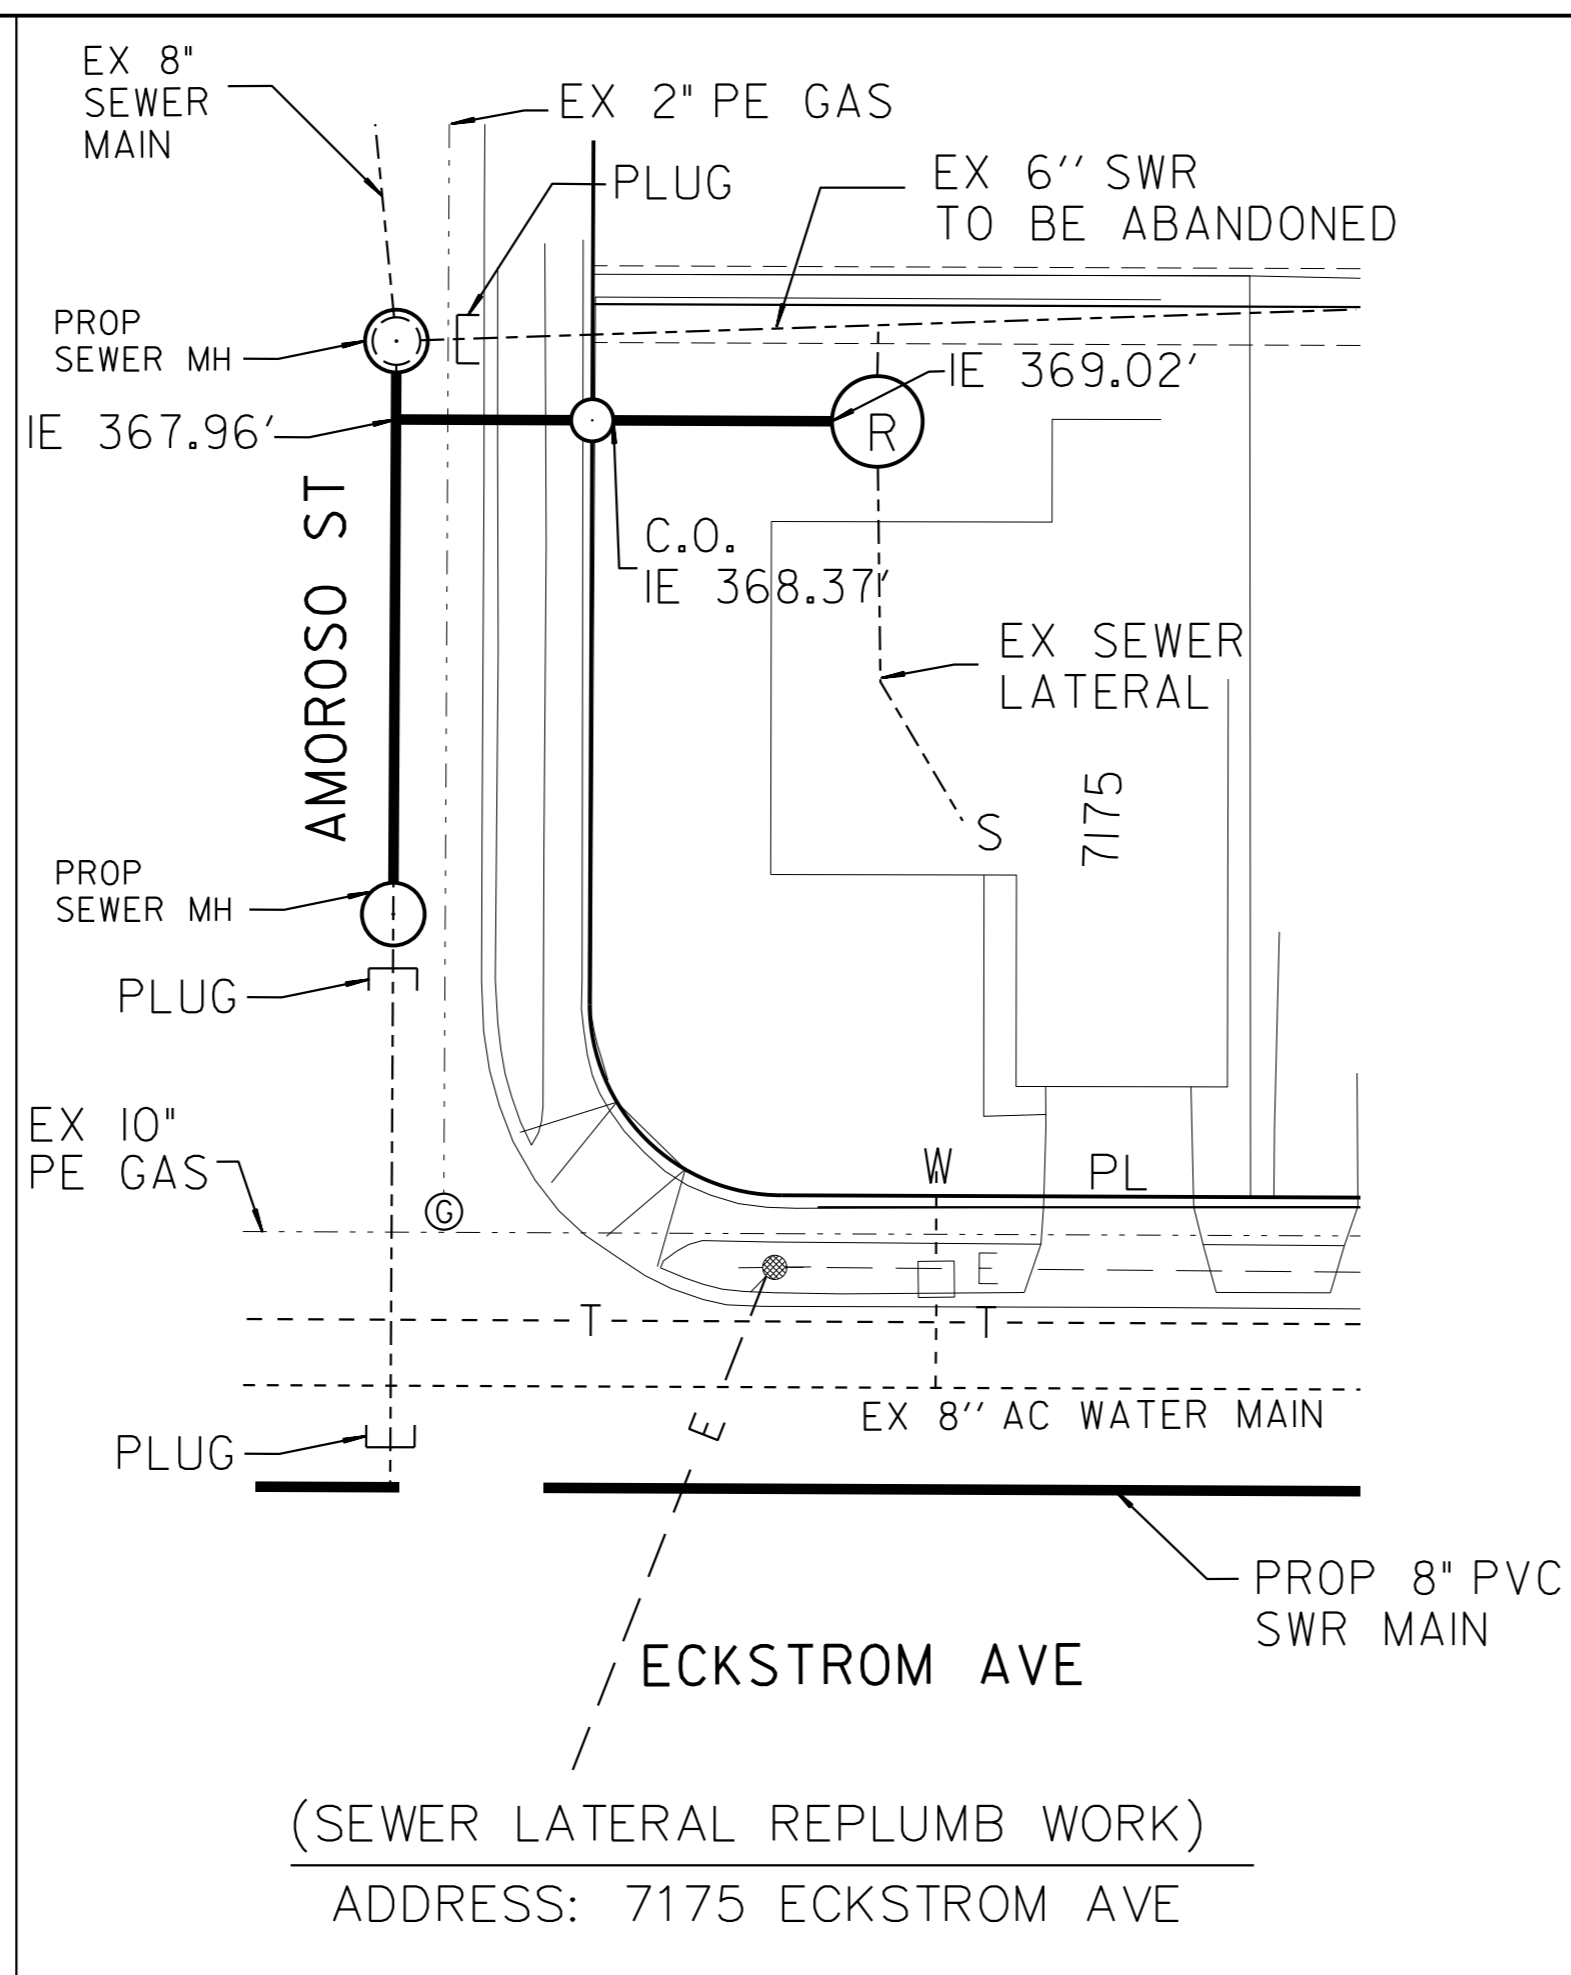 EX 8"
SEWER
MAIN
EX 2" PE GAS
PLUG
EX 6'' SWR
TO BE ABANDONED
PROP
SEWER MH
IE 369.02'
IE 367.96'
R
AMOROSO ST
C.O.
IE 368.37'
EX SEWER
LATERAL
S
7175
PROP
SEWER MH
PLUG
EX 10"
PE GAS
G
W
PL
E
T
T
E
EX 8'' AC WATER MAIN
PLUG
PROP 8" PVC
SWR MAIN
ECKSTROM AVE
(SEWER LATERAL REPLUMB WORK)
ADDRESS: 7175 ECKSTROM AVE